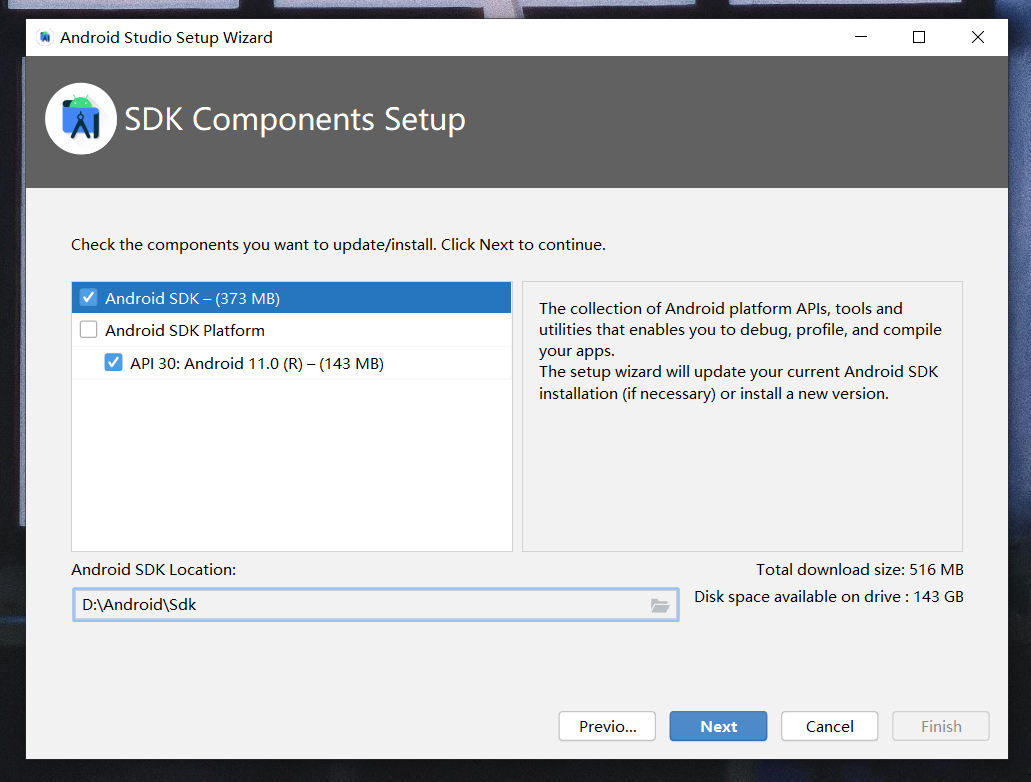 Android Studio Setup Wizard
SDK Components Setup
Check the components you want to update/install. Click Next to continue.
Android SDK – (373 MB)
Android SDK Platform
API 30: Android 11.0 (R) – (143 MB)
The collection of Android platform APIs, tools and
utilities that enables you to debug, profile, and compile
your apps.
The setup wizard will update your current Android SDK
installation (if necessary) or install a new version.
Android SDK Location:
Total download size: 516 MB
D:\Android\Sdk
Disk space available on drive : 143 GB
Previo...
Next
Cancel
Finish